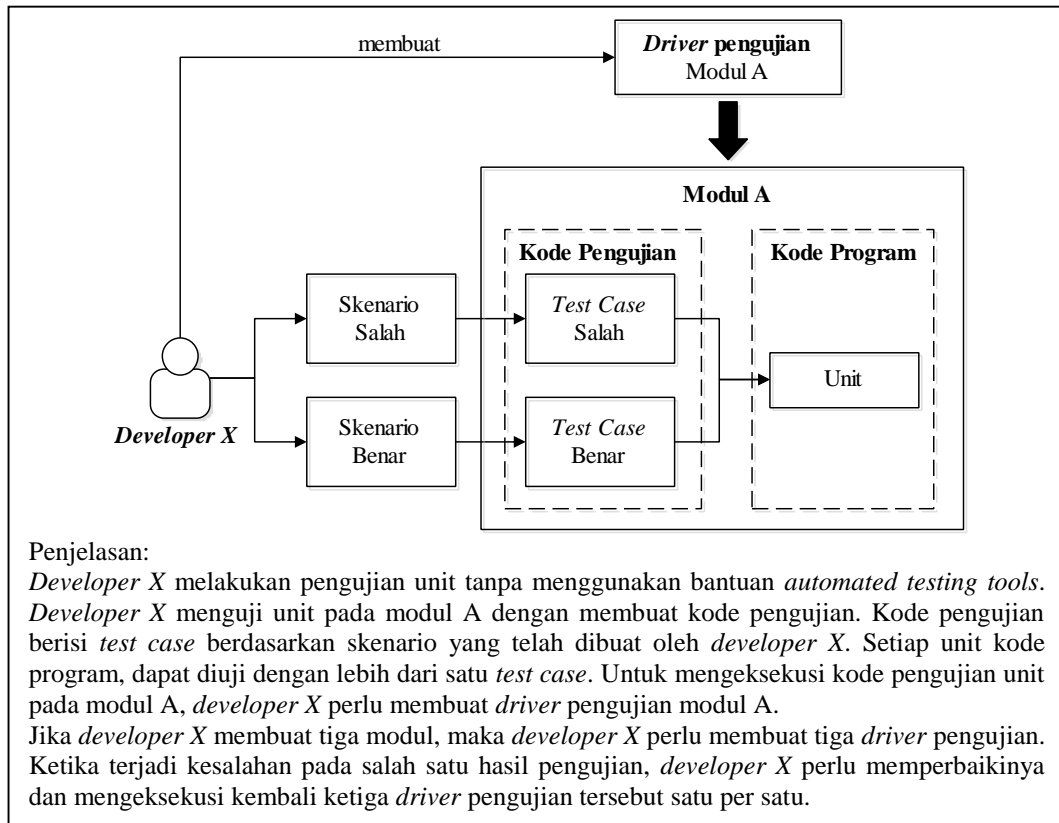 membuat
Driver pengujian
Modul A
Modul A
Kode Pengujian
Kode Program
Skenario
Salah
Test Case
Salah
Unit
Developer X
Skenario
Benar
Test Case
Benar
Penjelasan:
Developer X melakukan pengujian unit tanpa menggunakan bantuan automated testing tools.
Developer X menguji unit pada modul A dengan membuat kode pengujian. Kode pengujian
berisi test case berdasarkan skenario yang telah dibuat oleh developer X. Setiap unit kode
program, dapat diuji dengan lebih dari satu test case. Untuk mengeksekusi kode pengujian unit
pada modul A, developer X perlu membuat driver pengujian modul A.
Jika developer X membuat tiga modul, maka developer X perlu membuat tiga driver pengujian.
Ketika terjadi kesalahan pada salah satu hasil pengujian, developer X perlu memperbaikinya
dan mengeksekusi kembali ketiga driver pengujian tersebut satu per satu.